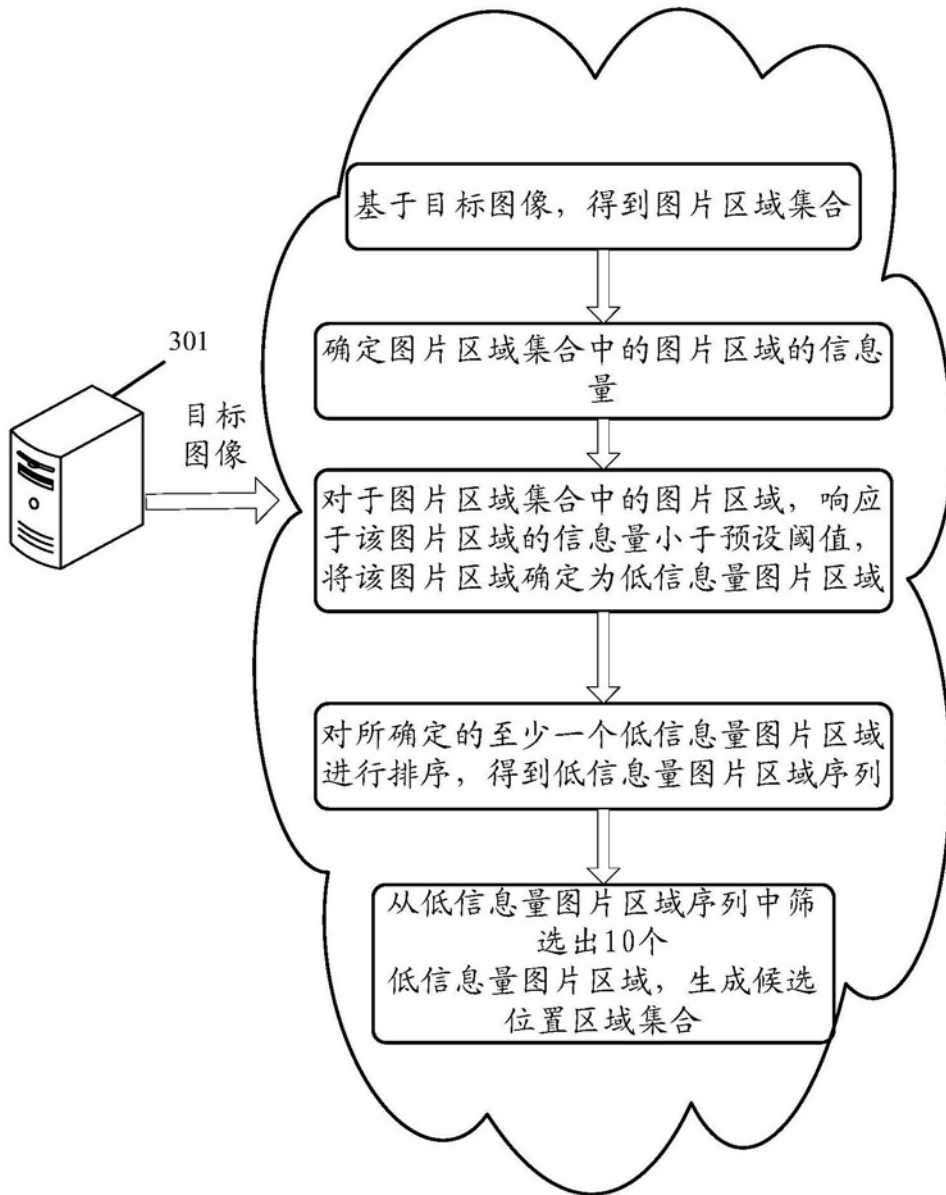 基于目标图像，得到图片区域集合
确定图片区域集合中的图片区域的信息
量
301
目标
图像
对于图片区域集合中的图片区域，响应
于该图片区域的信息量小于预设阈值，
将该图片区域确定为低信息量图片区域
对所确定的至少一个低信息量图片区域
进行排序，得到低信息量图片区域序列
从低信息量图片区域序列中筛
选出10个
低信息量图片区域，生成候选
位置区域集合